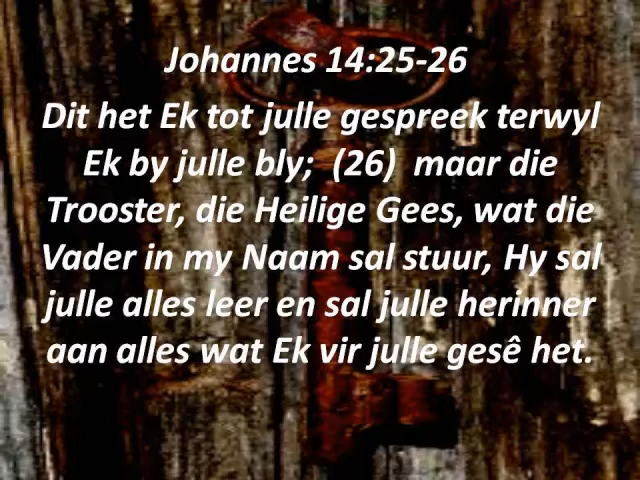 Johannes 14:25-26
Dit het Ek tot julle gespreek terwyl
Ek by julle bly;  (26)  maar die
Trooster, die Heilige Gees, wat die
Vader in my Naam sal stuur, Hy sal
julle alles leer en sal julle herinner
aan alles wat Ek vir julle gesê het.